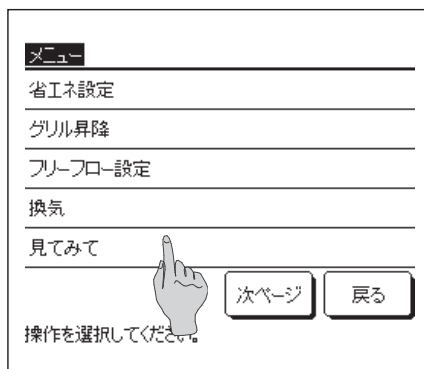 メニュー
省エネ設定
グリル昇降
フリーフロー設定
換気
見てみて
次ページ 戻る
操作を選択してください。